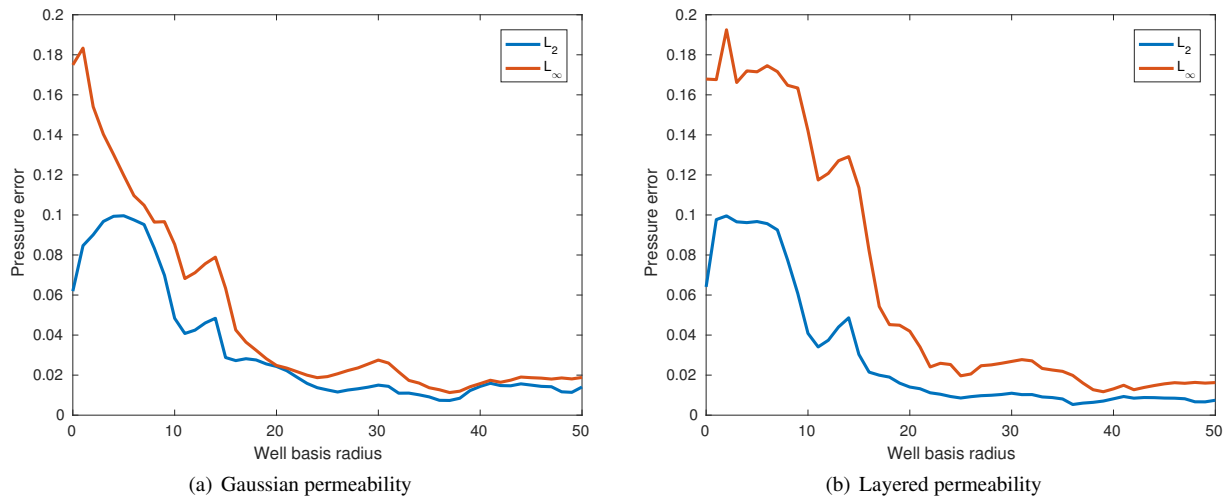 0.2
0.18
0.16
0.14
0.12
0.1
0.08
0.06
0.04
0.02
0
Pressure error
L₂
L∞
0 10 20 30 40 50
Well basis radius
(a) Gaussian permeability
0.2
0.18
0.16
0.14
0.12
0.1
0.08
0.06
0.04
0.02
0
Pressure error
L₂
L∞
0 10 20 30 40 50
Well basis radius
(b) Layered permeability